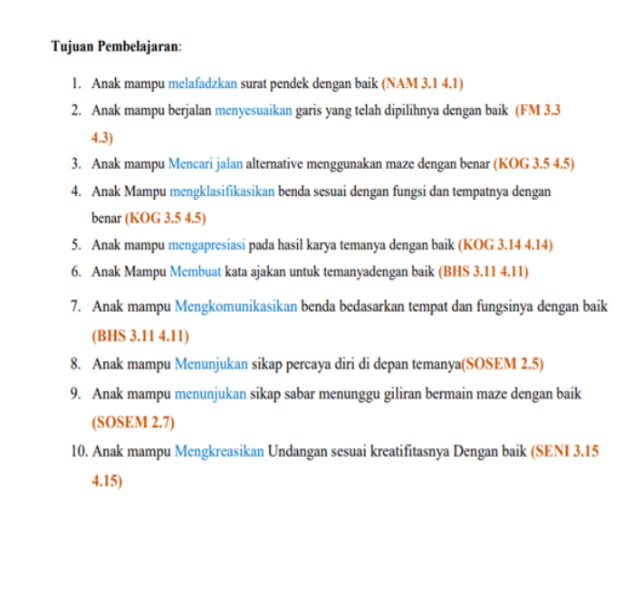 Tujuan Pembelajaran:
1. Anak mampu melafadzkan surat pendek dengan baik (NAM 3.1 4.1)
2. Anak mampu berjalan menyesuaikan garis yang telah dipilihnya dengan baik (FM 3.3
4.3)
3. Anak mampu Mencari jalan alternative menggunakan maze dengan benar (KOG 3.5 4.5)
4. Anak Mampu mengklasifikasikan benda sesuai dengan fungsi dan tempatnya dengan
benar (KOG 3.5 4.5)
5. Anak mampu mengapresiasi pada hasil karya temanya dengan baik (KOG 3.14 4.14)
6. Anak Mampu Membuat kata ajakan untuk temanyadengan baik (BHS 3.11 4.11)
7. Anak mampu Mengkomunikasikan benda bedasarkan tempat dan fungsinya dengan baik
(BHS 3.11 4.11)
8. Anak mampu Menunjukan sikap percaya diri di depan temanya(SOSEM 2.5)
9. Anak mampu menunjukan sikap sabar menunggu giliran bermain maze dengan baik
(SOSEM 2.7)
10. Anak mampu Mengkreasikan Undangan sesuai kreatifitasnya Dengan baik (SENI 3.15
4.15)